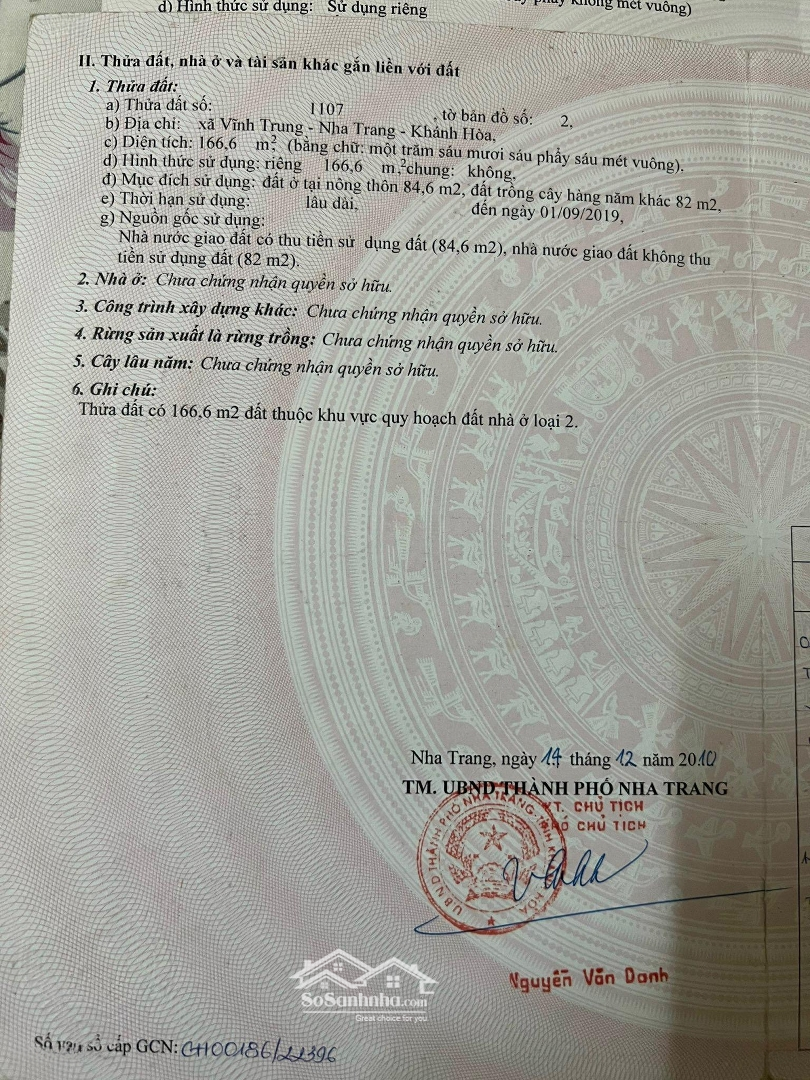 d) Hình thức sử dụng: Sử dụng riêng
không mét vuông)
II. Thửa đất, nhà ở và tài sản khác gắn liền với đất
1. Thửa đất:
a) Thửa đất số: 1107 , tờ bản đồ số: 2,
b) Địa chỉ: xã Vĩnh Trung - Nha Trang - Khánh Hòa,
c) Diện tích: 166,6 m², (bằng chữ: một trăm sáu mươi sáu phẩy sáu mét vuông).
d) Hình thức sử dụng: riêng 166,6 m,² chung: không,
đ) Mục đích sử dụng: đất ở tại nông thôn 84,6 m2, đất trồng cây hàng năm khác 82 m2,
e) Thời hạn sử dụng: lâu dài, đến ngày 01/09/2019,
g) Nguồn gốc sử dụng:
Nhà nước giao đất có thu tiền sử dụng đất (84,6 m2), nhà nước giao đất không thu
tiền sử dụng đất (82 m2).
2. Nhà ở: Chưa chứng nhận quyền sở hữu.
3. Công trình xây dựng khác: Chưa chứng nhận quyền sở hữu.
4. Rừng sản xuất là rừng trồng: Chưa chứng nhận quyền sở hữu.
5. Cây lâu năm: Chưa chứng nhận quyền sở hữu.
6. Ghi chú:
Thửa đất có 166,6 m2 đất thuộc khu vực quy hoạch đất nhà ở loại 2.
Nha Trang, ngày 14 tháng 12 năm 2010
TM. UBND THÀNH PHỐ NHA TRANG
KT. CHỦ TỊCH
PHÓ CHỦ TỊCH
U.B.N.D THÀNH PHỐ NHA TRANG-TỈNH KHÁNH HÒA
Nguyễn Văn Danh
SoSanhnha.com
Great choice for you
Số vào sổ cấp GCN: CH00186/22396